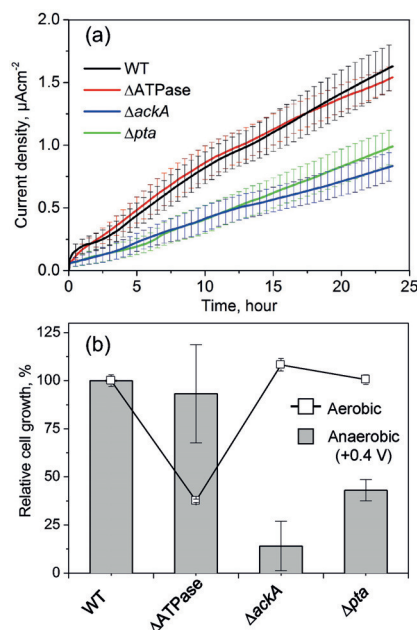 (a)
WT
ΔATPase
ΔackA
Δpta
Current density, µAcm-2
2.0
1.5
1.0
0.5
0.0
0 5 10 15 20 25
Time, hour
(b)
Relative cell growth, %
125
100
75
50
25
0
Aerobic
Anaerobic
(+0.4 V)
WT
ΔATPase
ΔackA
Δpta